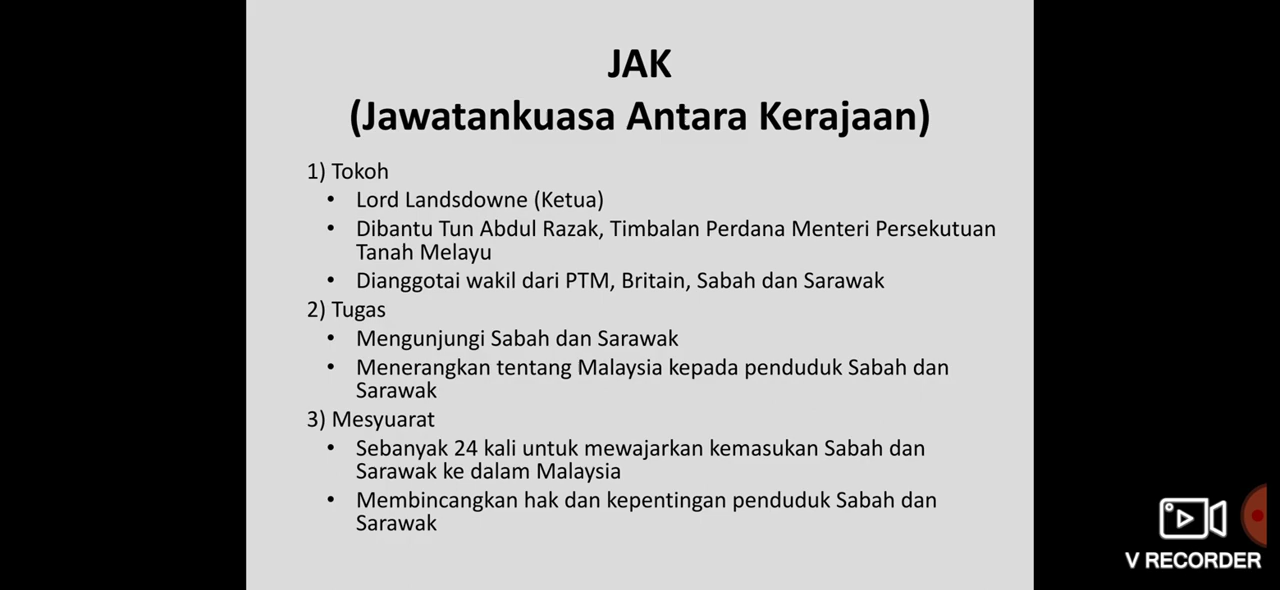 JAK
(Jawatankuasa Antara Kerajaan)
1) Tokoh
• Lord Landsdowne (Ketua)
• Dibantu Tun Abdul Razak, Timbalan Perdana Menteri Persekutuan
Tanah Melayu
• Dianggotai wakil dari PTM, Britain, Sabah dan Sarawak
2) Tugas
• Mengunjungi Sabah dan Sarawak
• Menerangkan tentang Malaysia kepada penduduk Sabah dan
Sarawak
3) Mesyuarat
• Sebanyak 24 kali untuk mewajarkan kemasukan Sabah dan
Sarawak ke dalam Malaysia
• Membincangkan hak dan kepentingan penduduk Sabah dan
Sarawak
V RECORDER